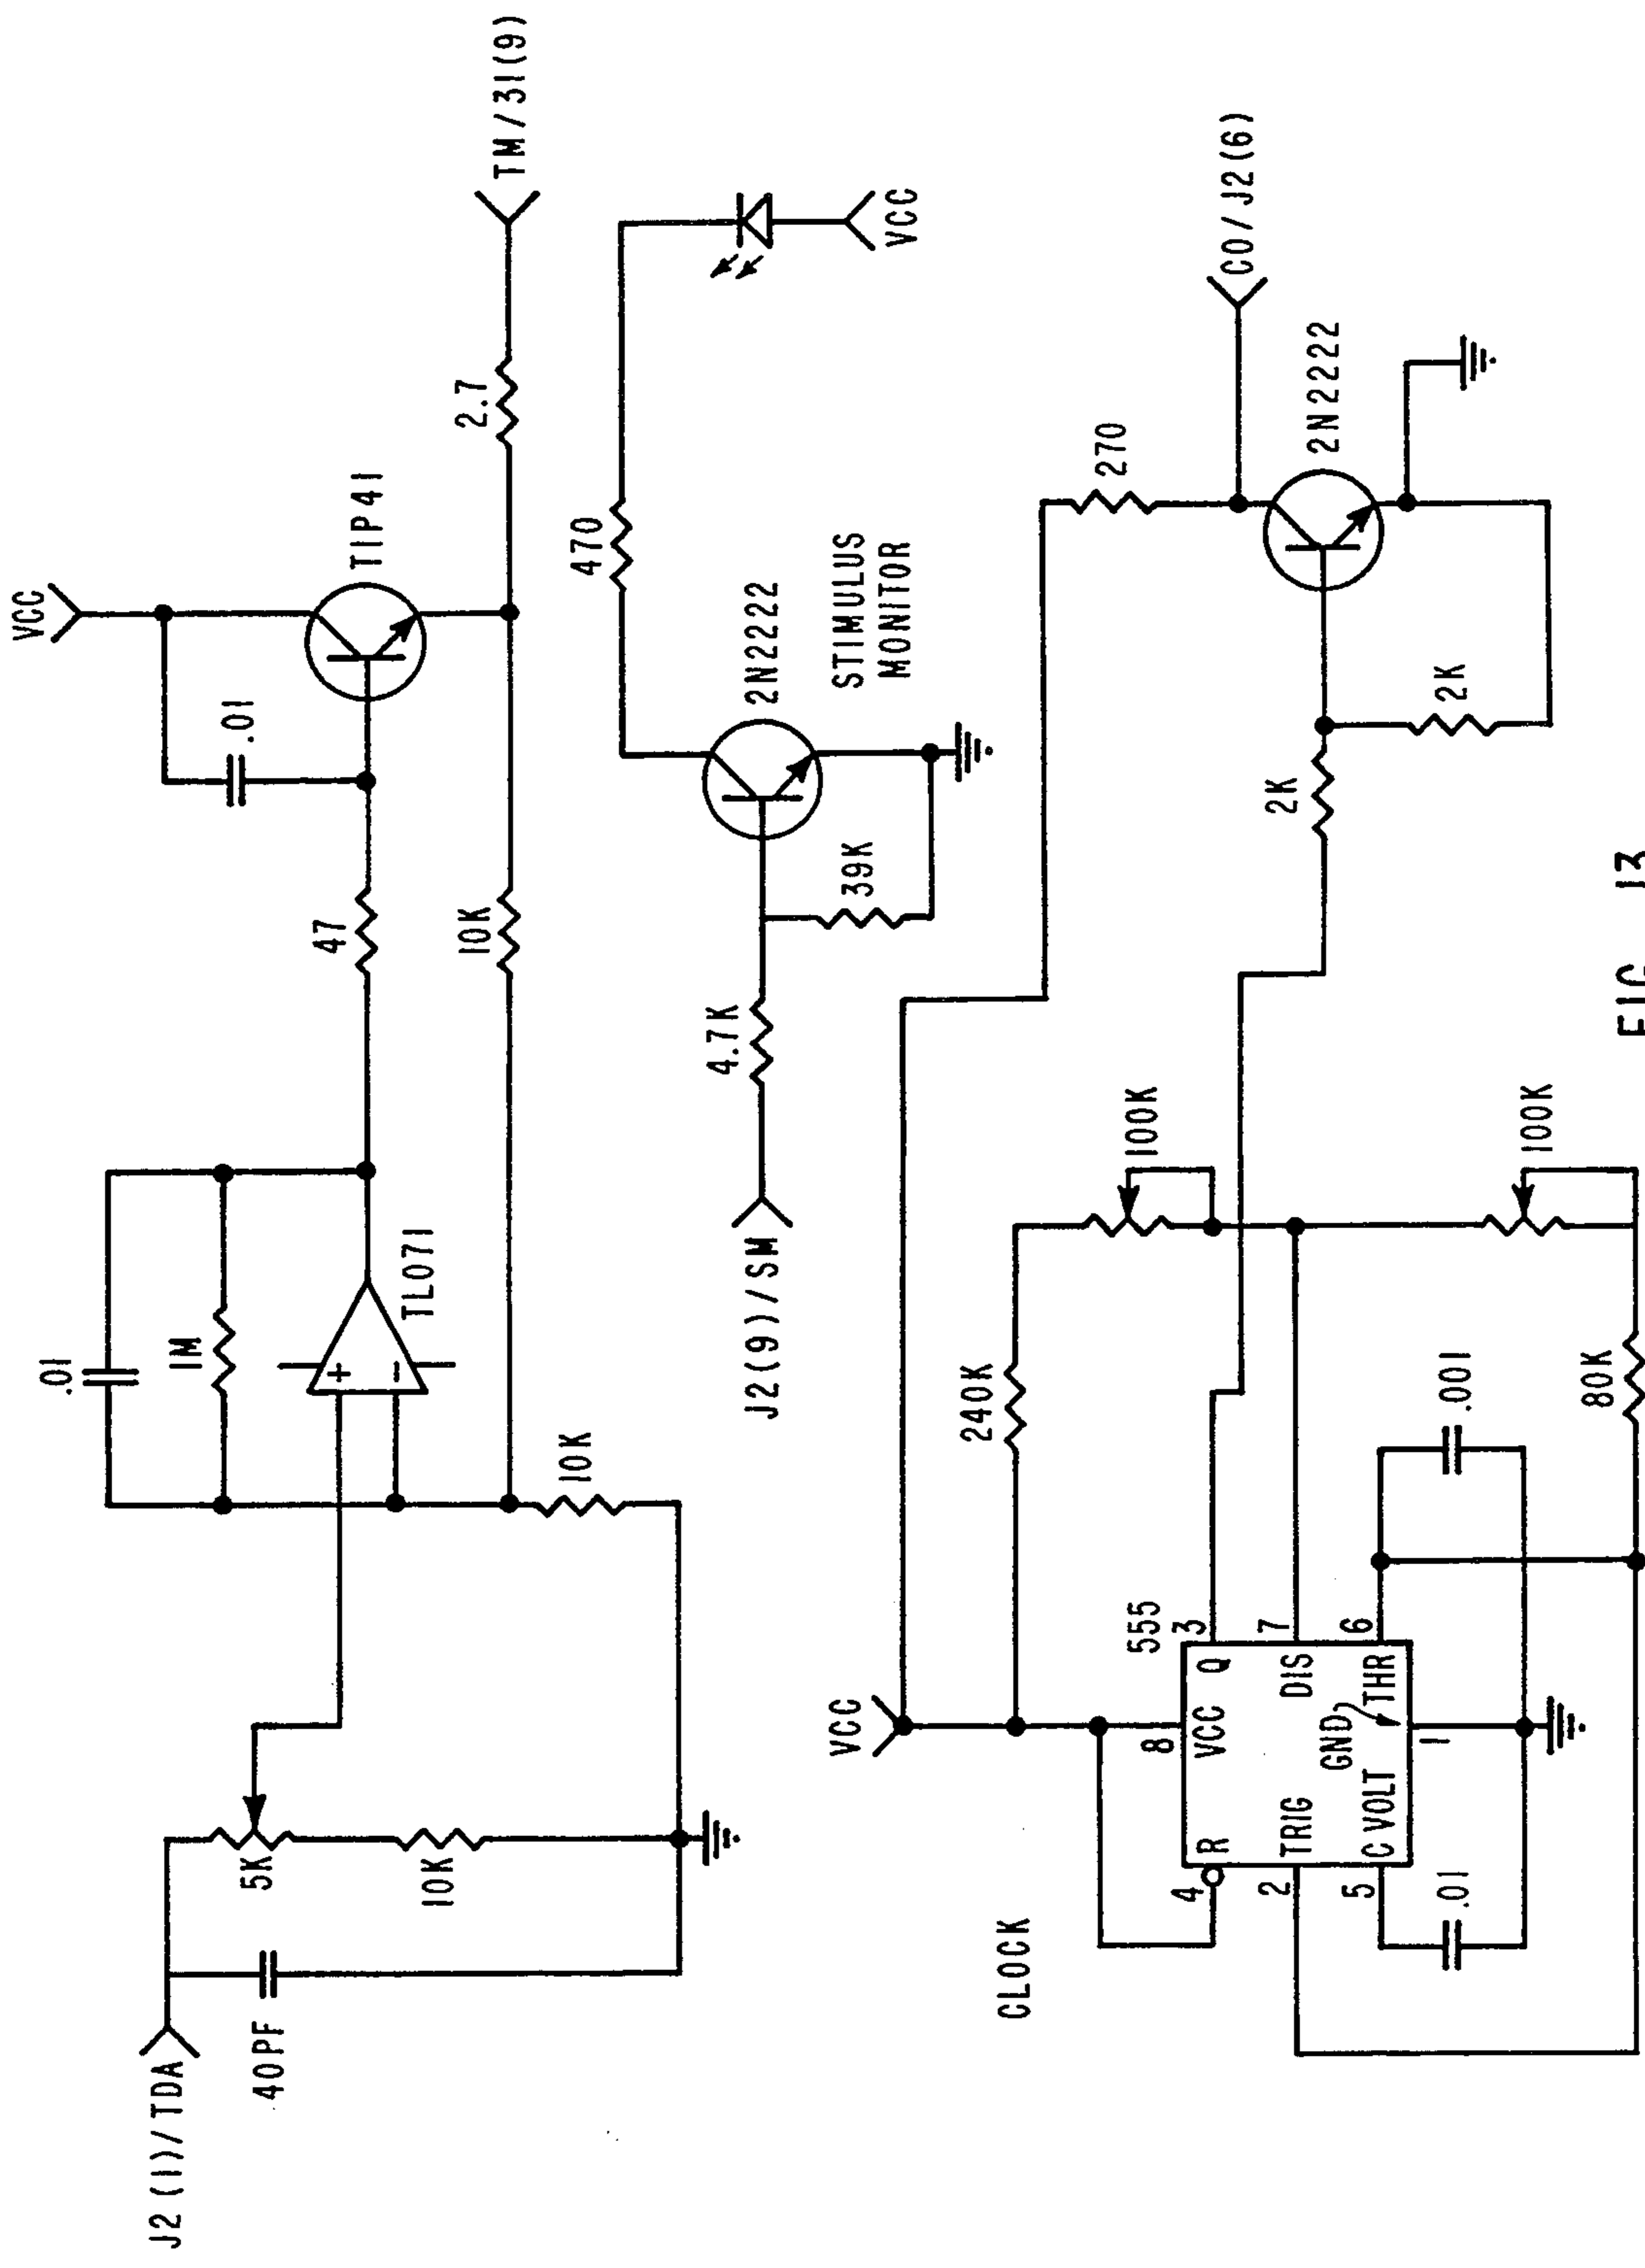 VCC
.01
1M
TL071
47
.01
TIP41
10K
2.7
TM/31(9)
J2(1)/TDA
40PF
5K
10K
10K
+
-
J2(9)/SM
4.7K
39K
2N2222
STIMULUS
MONITOR
470
VCC
CLOCK
VCC
240K
100K
100K
80K
555
8
VCC
4
R
3
Q
2
TRIG
7
DIS
GND
6
THR
5
C VOLT
1
.01
.001
2K
2K
270
2N2222
CO/J2(6)
FIG. 13